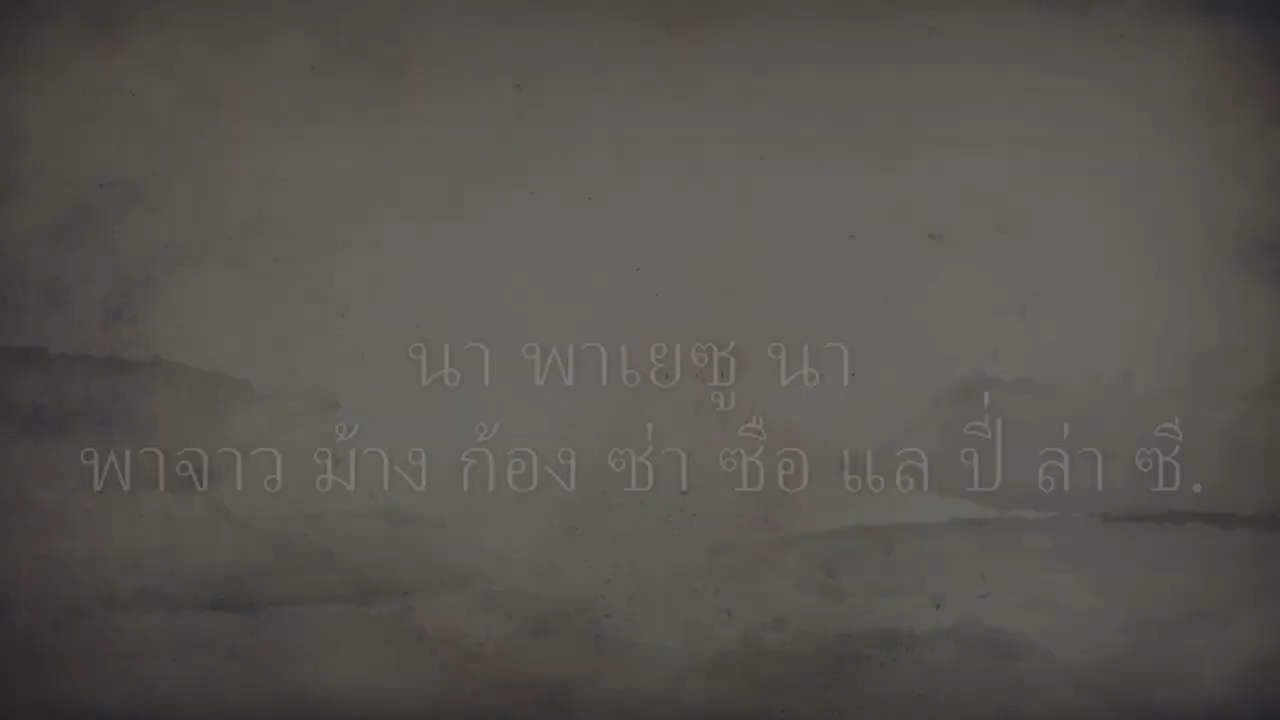 นา พาเยซู นา
พาจาว ม้าง ก้อง ซ่า ซือ แล ปี่ ล่า ซี.